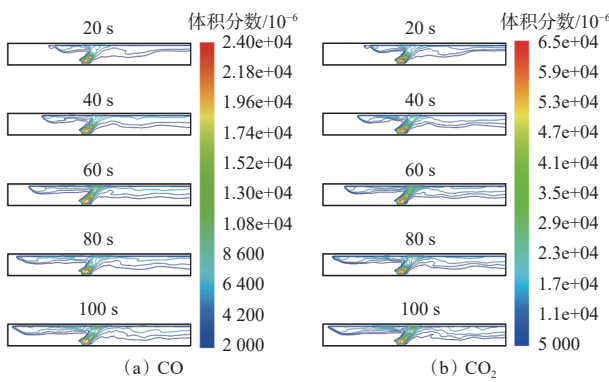 体积分数/10⁻⁶
20 s
2.40e+04
2.18e+04
40 s
1.96e+04
1.74e+04
60 s
1.52e+04
1.30e+04
1.08e+04
80 s
8 600
6 400
100 s
4 200
2 000
(a) CO
体积分数/10⁻⁶
20 s
6.5e+04
5.9e+04
40 s
5.3e+04
4.7e+04
60 s
4.1e+04
3.5e+04
2.9e+04
80 s
2.3e+04
1.7e+04
100 s
1.1e+04
5 000
(b) CO₂